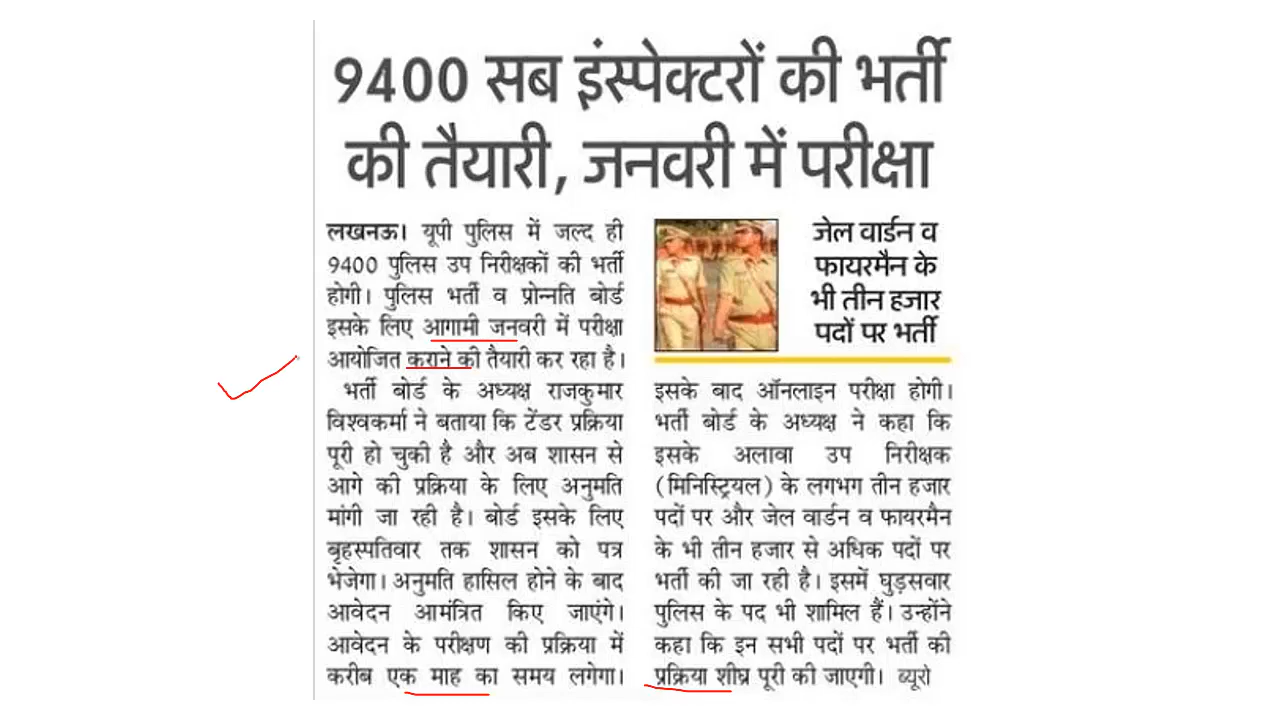 9400 सब इंस्पेक्टरों की भर्ती
की तैयारी, जनवरी में परीक्षा
लखनऊ। यूपी पुलिस में जल्द ही
9400 पुलिस उप निरीक्षकों की भर्ती
होगी। पुलिस भर्ती व प्रोन्नति बोर्ड
इसके लिए आगामी जनवरी में परीक्षा
आयोजित कराने की तैयारी कर रहा है।
भर्ती बोर्ड के अध्यक्ष राजकुमार
विश्वकर्मा ने बताया कि टेंडर प्रक्रिया
पूरी हो चुकी है और अब शासन से
आगे की प्रक्रिया के लिए अनुमति
मांगी जा रही है। बोर्ड इसके लिए
बृहस्पतिवार तक शासन को पत्र
भेजेगा। अनुमति हासिल होने के बाद
आवेदन आमंत्रित किए जाएंगे।
आवेदन के परीक्षण की प्रक्रिया में
करीब एक माह का समय लगेगा।
जेल वार्डन व
फायरमैन के
भी तीन हजार
पदों पर भर्ती
इसके बाद ऑनलाइन परीक्षा होगी।
भर्ती बोर्ड के अध्यक्ष ने कहा कि
इसके अलावा उप निरीक्षक
(मिनिस्ट्रियल) के लगभग तीन हजार
पदों पर और जेल वार्डन व फायरमैन
के भी तीन हजार से अधिक पदों पर
भर्ती की जा रही है। इसमें घुड़सवार
पुलिस के पद भी शामिल हैं। उन्होंने
कहा कि इन सभी पदों पर भर्ती की
प्रक्रिया शीघ्र पूरी की जाएगी। ब्यूरो